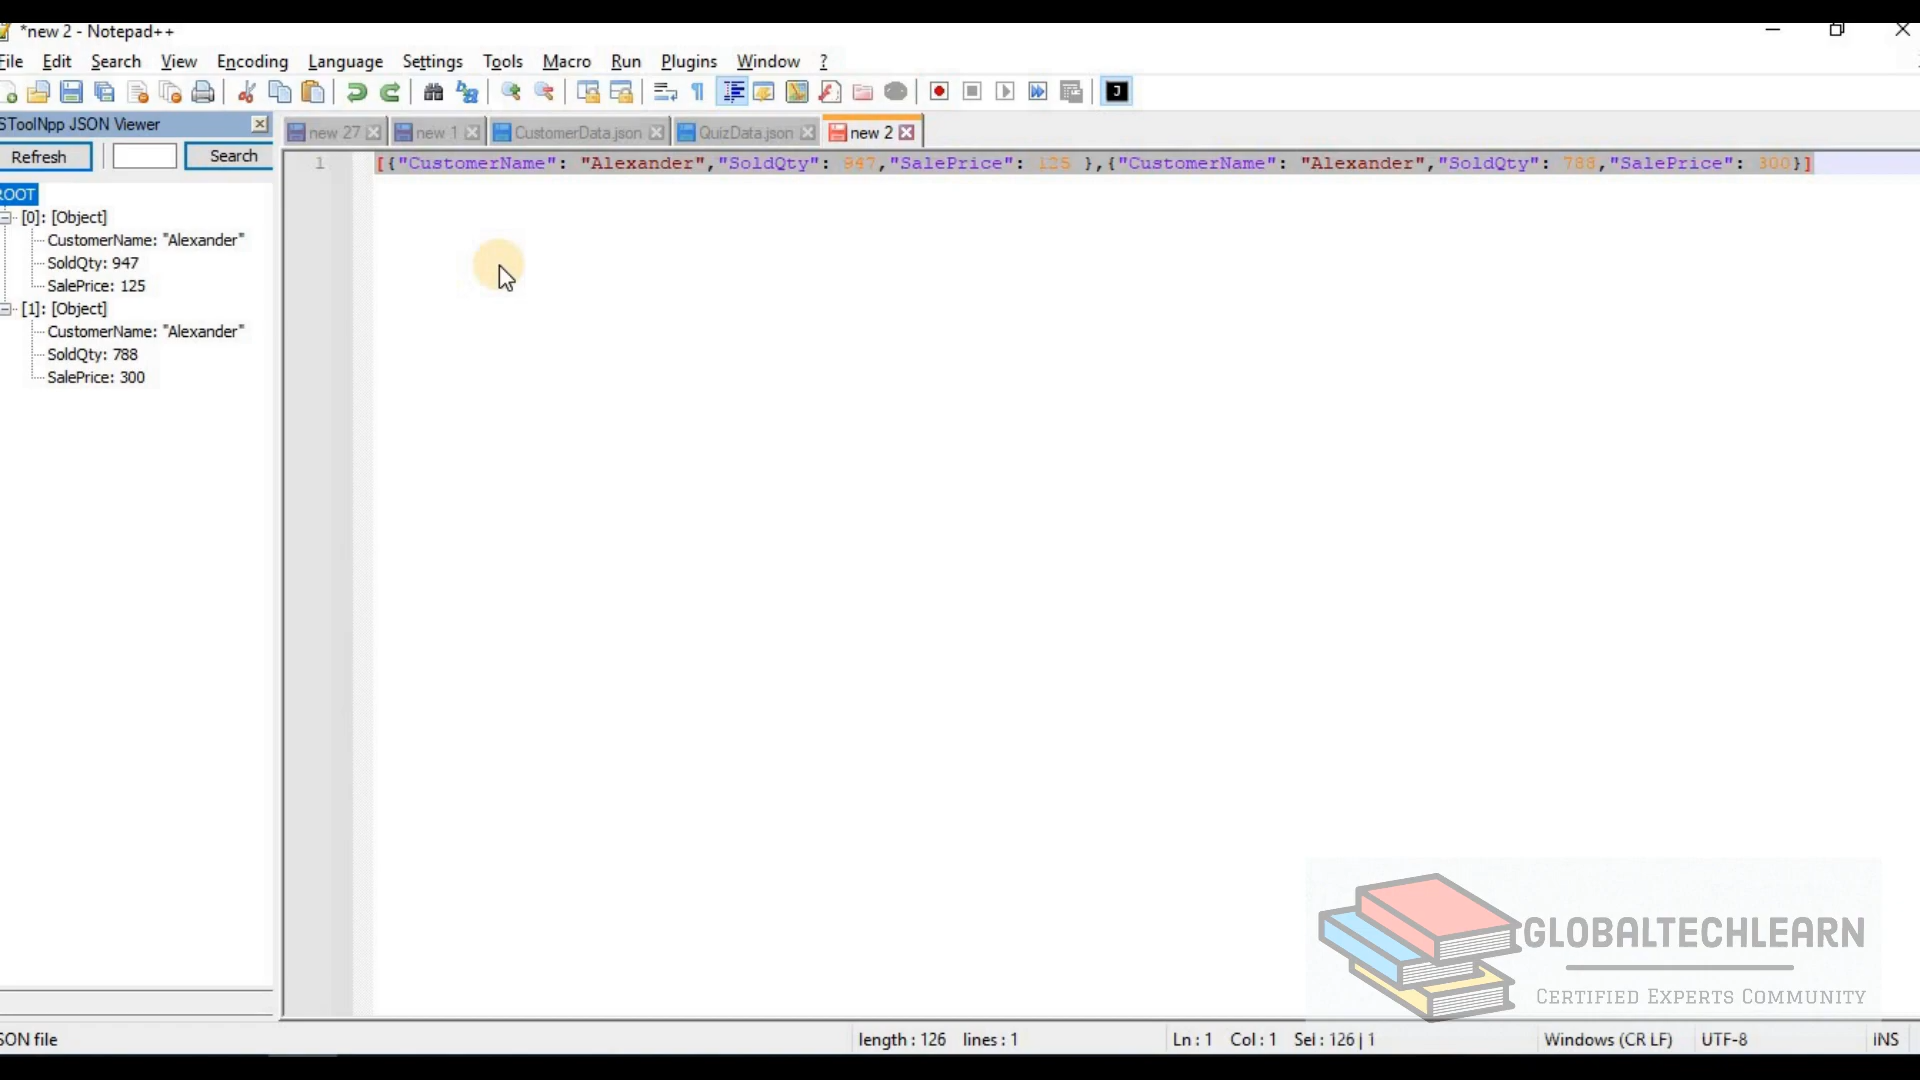 *new 2 - Notepad++
File Edit Search View Encoding Language Settings Tools Macro Run Plugins Window ?
SToolNpp JSON Viewer
new 27 new 1 CustomerData.json QuizData.json new 2
Refresh Search
1 [{"CustomerName": "Alexander","SoldQty": 947,"SalePrice": 125 },{"CustomerName": "Alexander","SoldQty": 788,"SalePrice": 300}]
ROOT
[0]: [Object]
CustomerName: "Alexander"
SoldQty: 947
SalePrice: 125
[1]: [Object]
CustomerName: "Alexander"
SoldQty: 788
SalePrice: 300
GLOBALTECHLEARN
CERTIFIED EXPERTS COMMUNITY
SON file length : 126 lines : 1 Ln : 1 Col : 1 Sel : 126 | 1 Windows (CR LF) UTF-8 INS